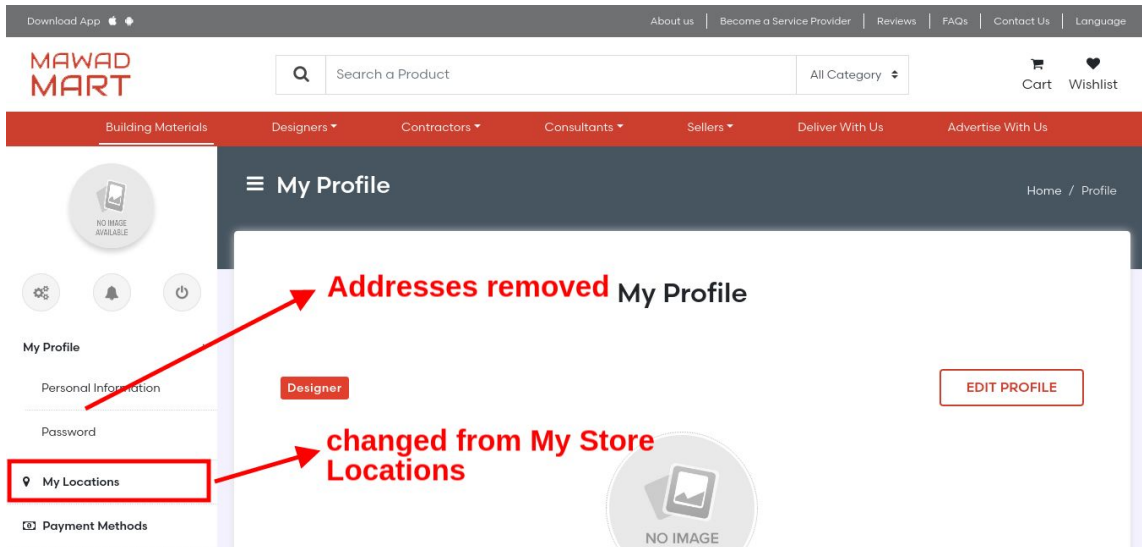 Download App
About us | Become a Service Provider | Reviews | FAQs | Contact Us | Language
MAWAD
MART
Search a Product
All Category
Cart
Wishlist
Building Materials
Designers
Contractors
Consultants
Sellers
Deliver With Us
Advertise With Us
NO IMAGE
AVAILABLE
My Profile
Home / Profile
Addresses removed
My Profile
My Profile
Personal Information
Designer
EDIT PROFILE
Password
changed from My Store
Locations
My Locations
Payment Methods
NO IMAGE